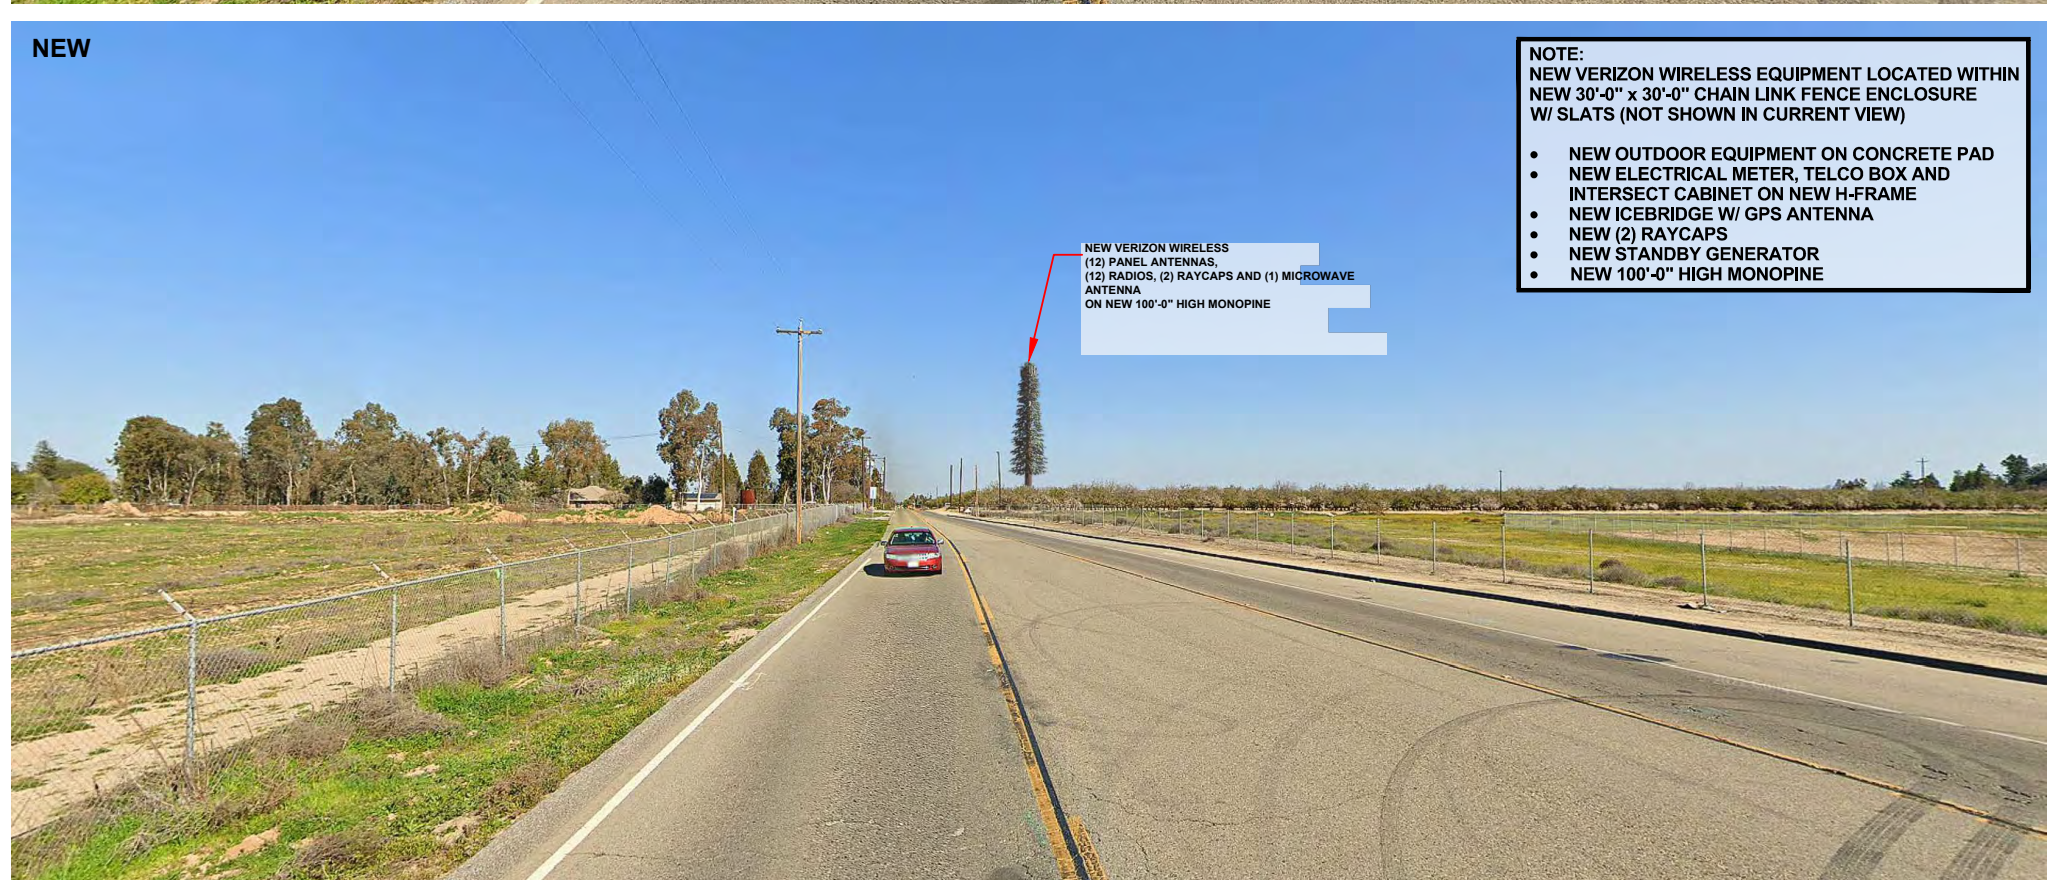 NEW
NOTE:
NEW VERIZON WIRELESS EQUIPMENT LOCATED WITHIN
NEW 30'-0" x 30'-0" CHAIN LINK FENCE ENCLOSURE
W/ SLATS (NOT SHOWN IN CURRENT VIEW)
• NEW OUTDOOR EQUIPMENT ON CONCRETE PAD
• NEW ELECTRICAL METER, TELCO BOX AND
INTERSECT CABINET ON NEW H-FRAME
• NEW ICEBRIDGE W/ GPS ANTENNA
• NEW (2) RAYCAPS
• NEW STANDBY GENERATOR
• NEW 100'-0" HIGH MONOPINE
NEW VERIZON WIRELESS
(12) PANEL ANTENNAS,
(12) RADIOS, (2) RAYCAPS AND (1) MICROWAVE
ANTENNA
ON NEW 100'-0" HIGH MONOPINE